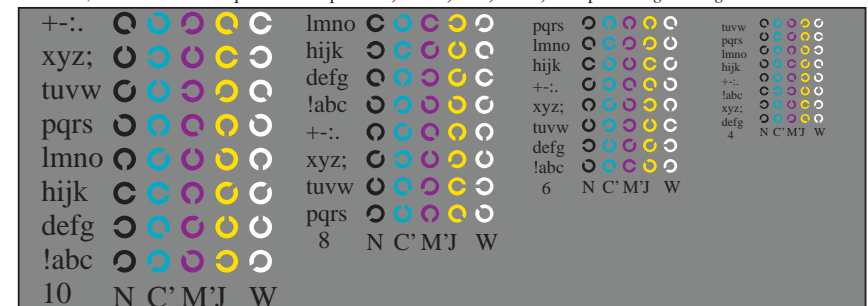 +-:.
xyz;
tuvw
pqrs
lmno
hijk
defg
!abc
10 N C' M'J W
lmno
hijk
defg
!abc
+-:.
xyz;
tuvw
pqrs
8 N C' M'J W
pqrs
lmno
hijk
+-:.
xyz;
tuvw
defg
!abc
6 N C' M'J W
tuvw
pqrs
lmno
hijk
+-:.
!abc
xyz;
defg
4 N C' M'J W